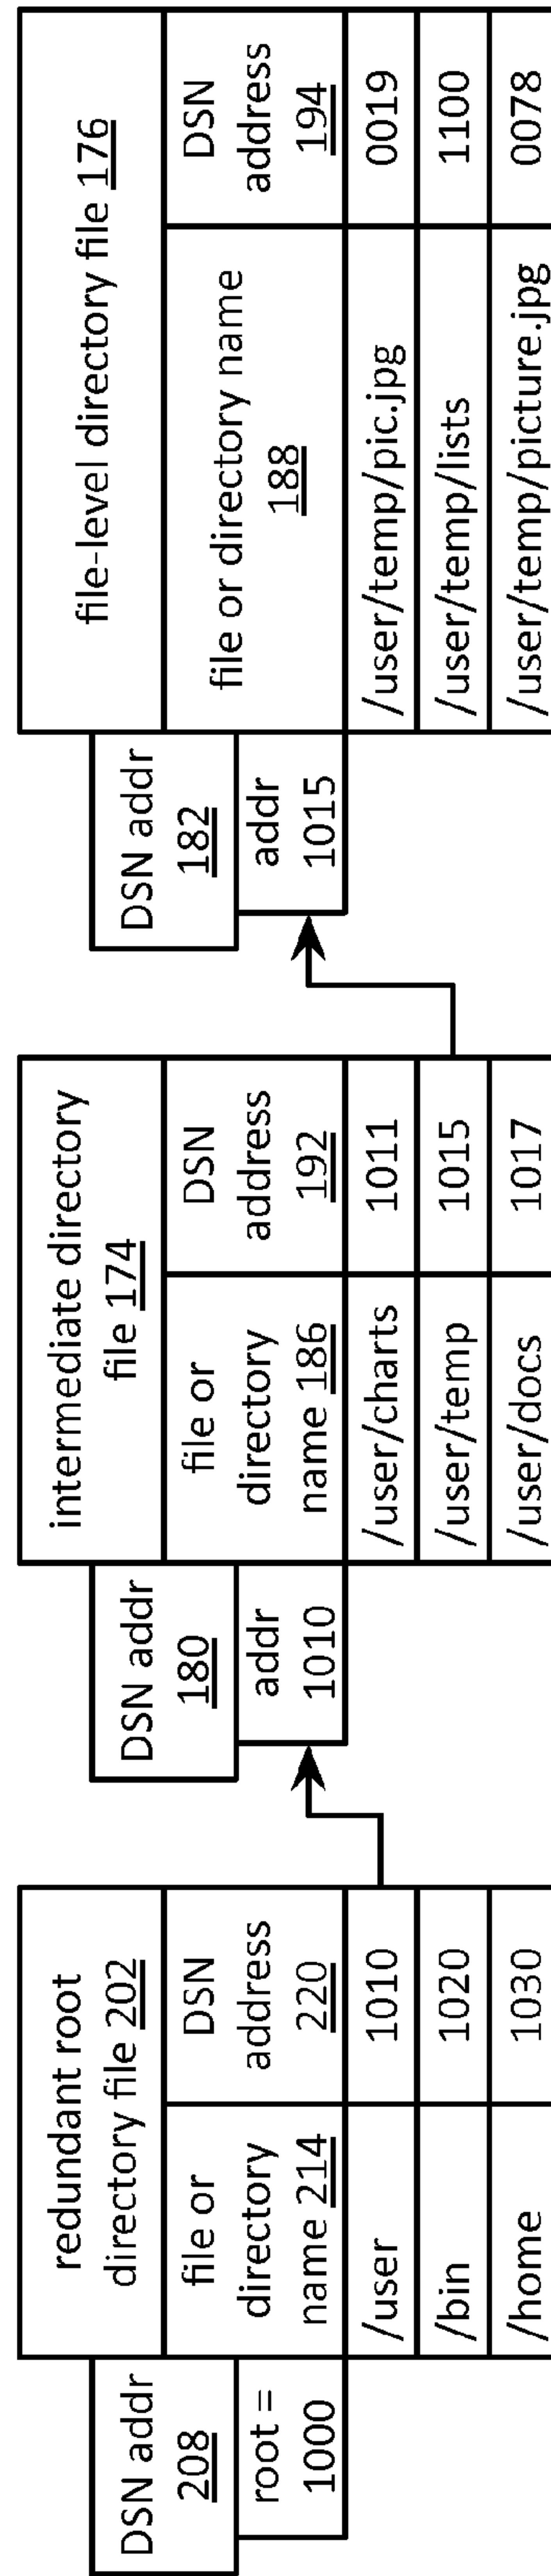 DSN addr
208
root =
1000
redundant root
directory file 202
file or
directory
name 214
DSN
address
220
/user
1010
/bin
1020
/home
1030
DSN addr
180
addr
1010
intermediate directory
file 174
file or
directory
name 186
DSN
address
192
/user/charts
1011
/user/temp
1015
/user/docs
1017
DSN addr
182
addr
1015
file-level directory file 176
file or directory name
188
DSN
address
194
/user/temp/pic.jpg
0019
/user/temp/lists
1100
/user/temp/picture.jpg
0078